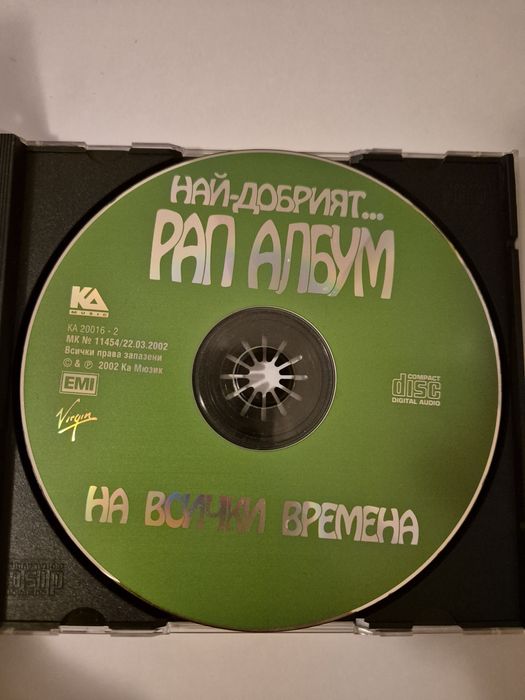 НАЙ-ДОБРИЯТ...
РАП АЛБУМ
KA
MUSIC
KA 20016 - 2
МК № 11454/22.03.2002
Всички права запазени
© & ℗ 2002 Ка Мюзик
EMI
Virgin
COMPACT
disc
DIGITAL AUDIO
НА ВСИЧКИ ВРЕМЕНА